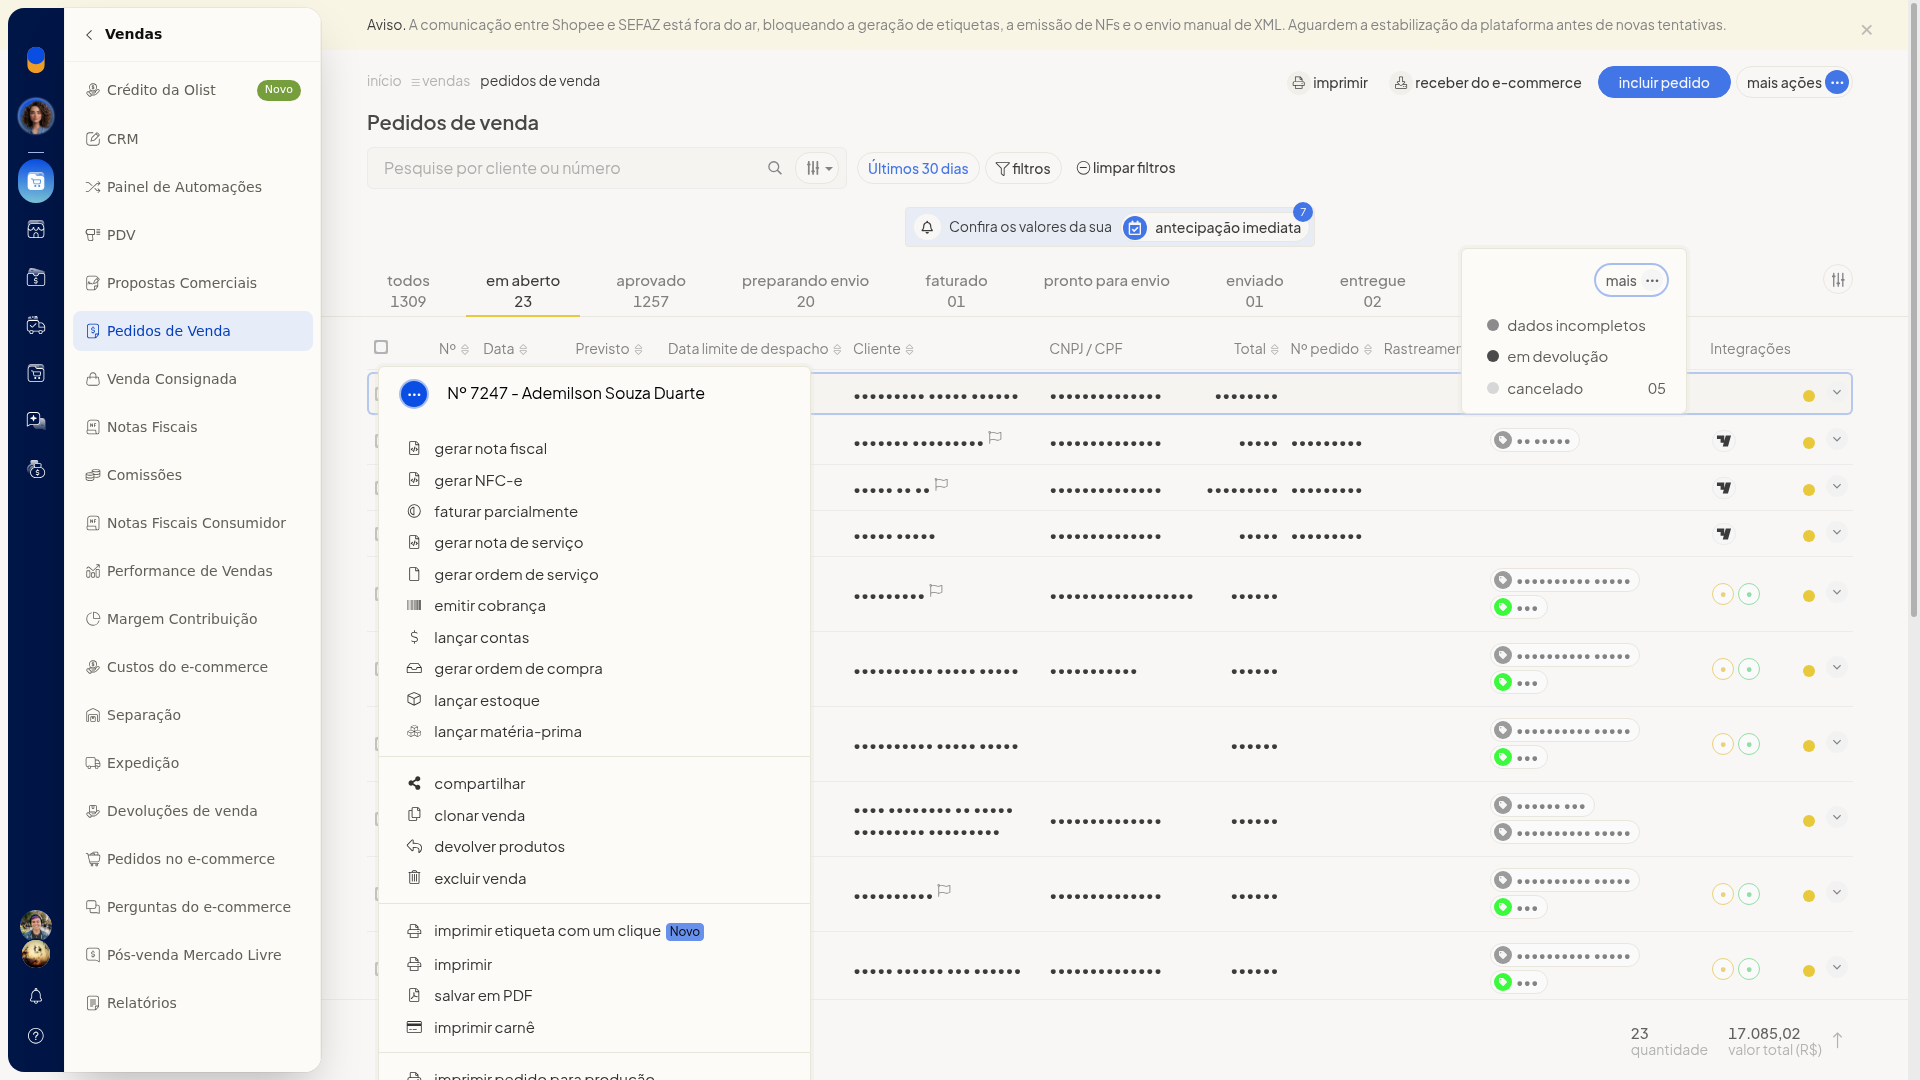 Vendas
Crédito da Olist Novo
CRM
Painel de Automações
PDV
Propostas Comerciais
Pedidos de Venda
Venda Consignada
Notas Fiscais
Comissões
Notas Fiscais Consumidor
Performance de Vendas
Margem Contribuição
Custos do e-commerce
Separação
Expedição
Devoluções de venda
Pedidos no e-commerce
Perguntas do e-commerce
Pós-venda Mercado Livre
Relatórios
Aviso. A comunicação entre Shopee e SEFAZ está fora do ar, bloqueando a geração de etiquetas, a emissão de NFs e o envio manual de XML. Aguardem a estabilização da plataforma antes de novas tentativas.
início vendas pedidos de venda
imprimir receber do e-commerce incluir pedido mais ações
Pedidos de venda
Pesquise por cliente ou número Últimos 30 dias filtros limpar filtros
Confira os valores da sua antecipação imediata 7
todos em aberto aprovado preparando envio faturado pronto para envio enviado entregue mais
1309 23 1257 20 01 01 02
dados incompletos
em devolução
cancelado 05
Nº Data Previsto Data limite de despacho Cliente CNPJ / CPF Total Nº pedido Integrações
Nº 7247 - Ademilson Souza Duarte
gerar nota fiscal
gerar NFC-e
faturar parcialmente
gerar nota de serviço
gerar ordem de serviço
emitir cobrança
lançar contas
gerar ordem de compra
lançar estoque
lançar matéria-prima
compartilhar
clonar venda
devolver produtos
excluir venda
imprimir etiqueta com um clique Novo
imprimir
salvar em PDF
imprimir carnê
imprimir pedido para produção
23 17.085,02
quantidade valor total (R$)